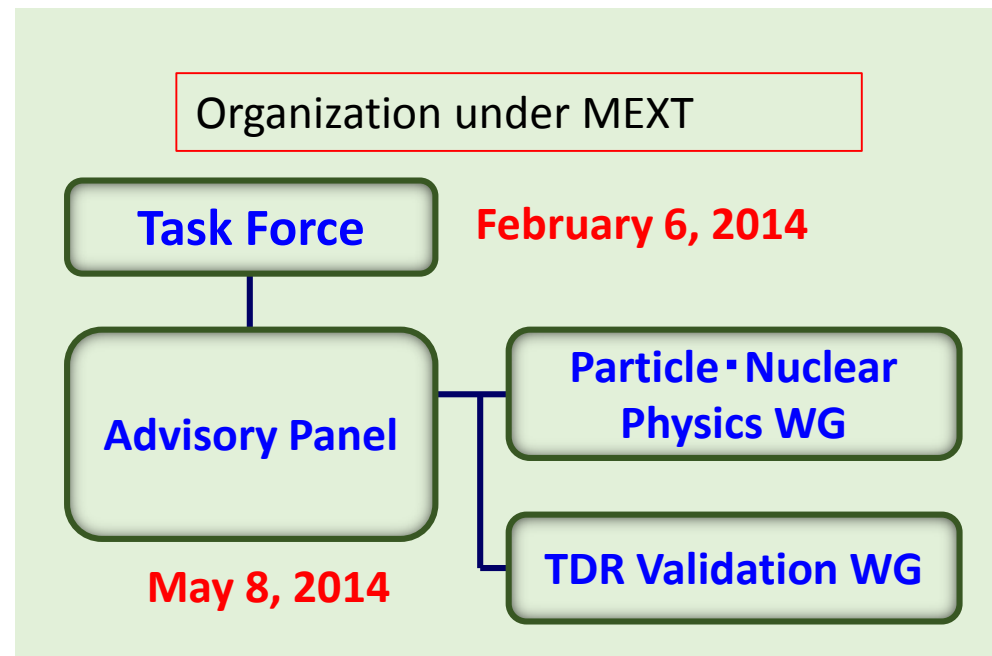 Organization under MEXT
Task Force
February 6, 2014
Advisory Panel
May 8, 2014
Particle・Nuclear
Physics WG
TDR Validation WG